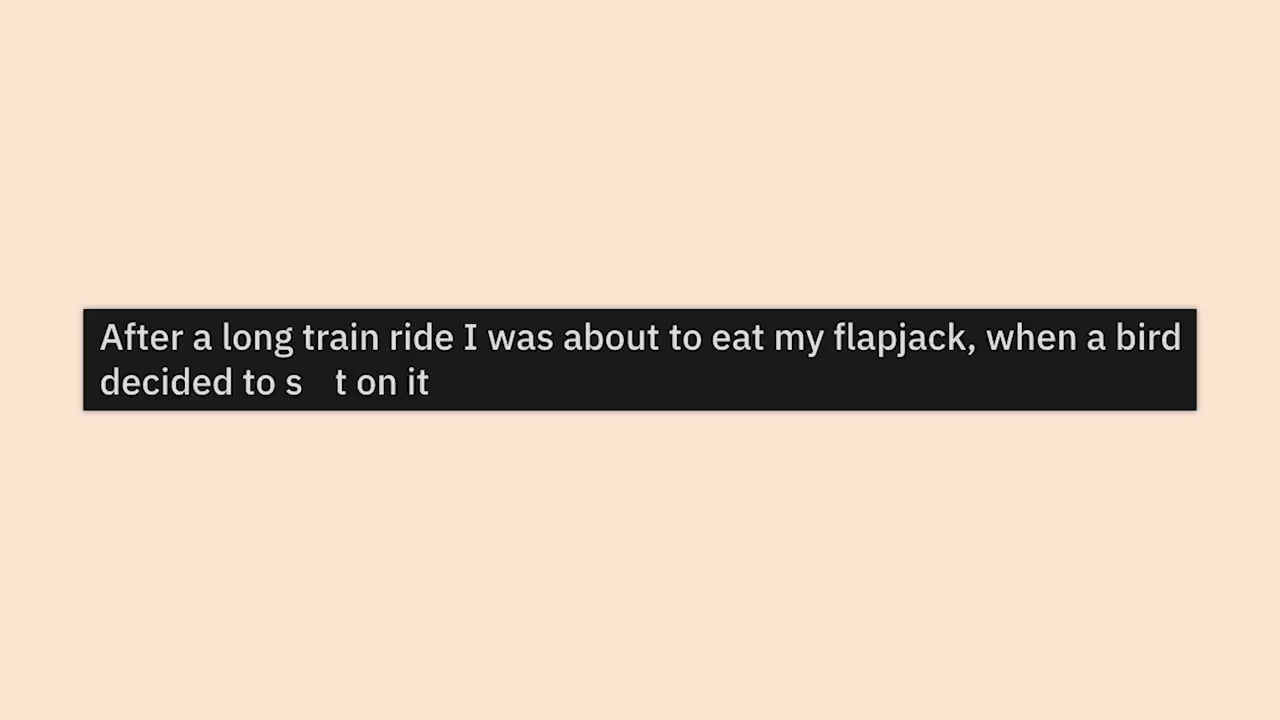 After a long train ride I was about to eat my flapjack, when a bird
decided to s   t on it